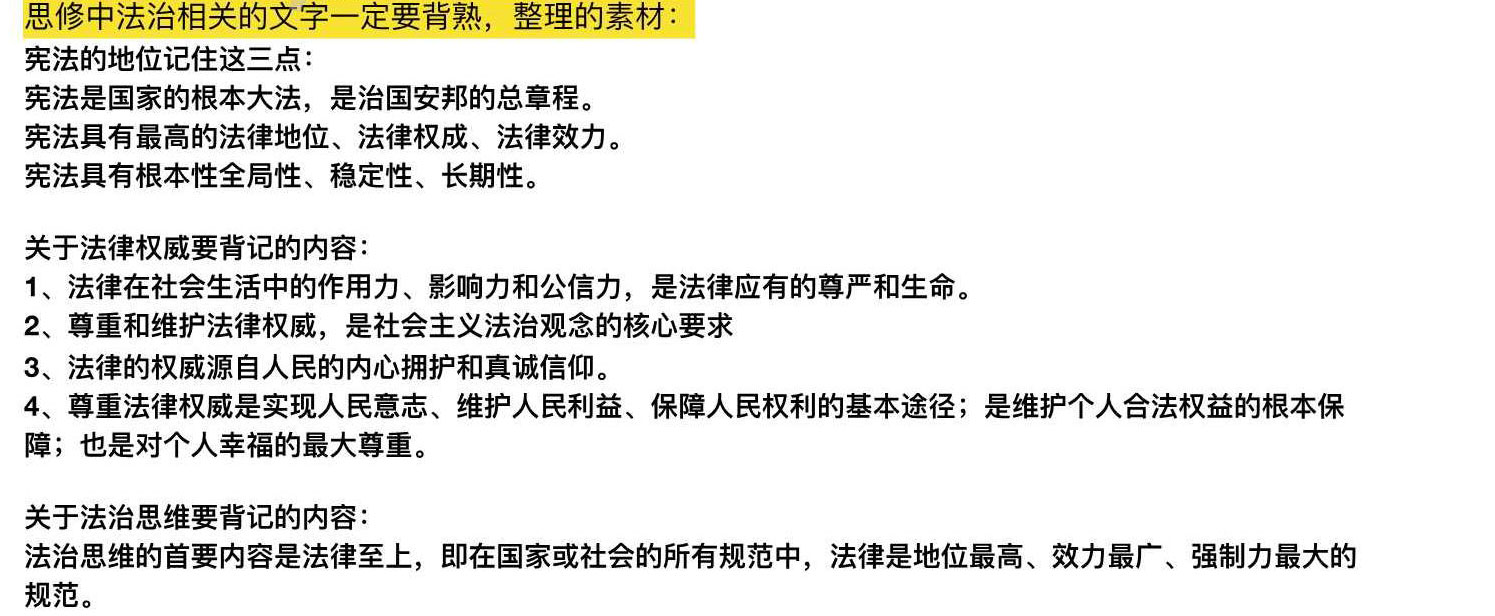 思修中法治相关的文字一定要背熟，整理的素材：
宪法的地位记住这三点：
宪法是国家的根本大法，是治国安邦的总章程。
宪法具有最高的法律地位、法律权成、法律效力。
宪法具有根本性全局性、稳定性、长期性。
关于法律权威要背记的内容：
1、法律在社会生活中的作用力、影响力和公信力，是法律应有的尊严和生命。
2、尊重和维护法律权威，是社会主义法治观念的核心要求
3、法律的权威源自人民的内心拥护和真诚信仰。
4、尊重法律权威是实现人民意志、维护人民利益、保障人民权利的基本途径；是维护个人合法权益的根本保
障；也是对个人幸福的最大尊重。
关于法治思维要背记的内容：
法治思维的首要内容是法律至上，即在国家或社会的所有规范中，法律是地位最高、效力最广、强制力最大的
规范。